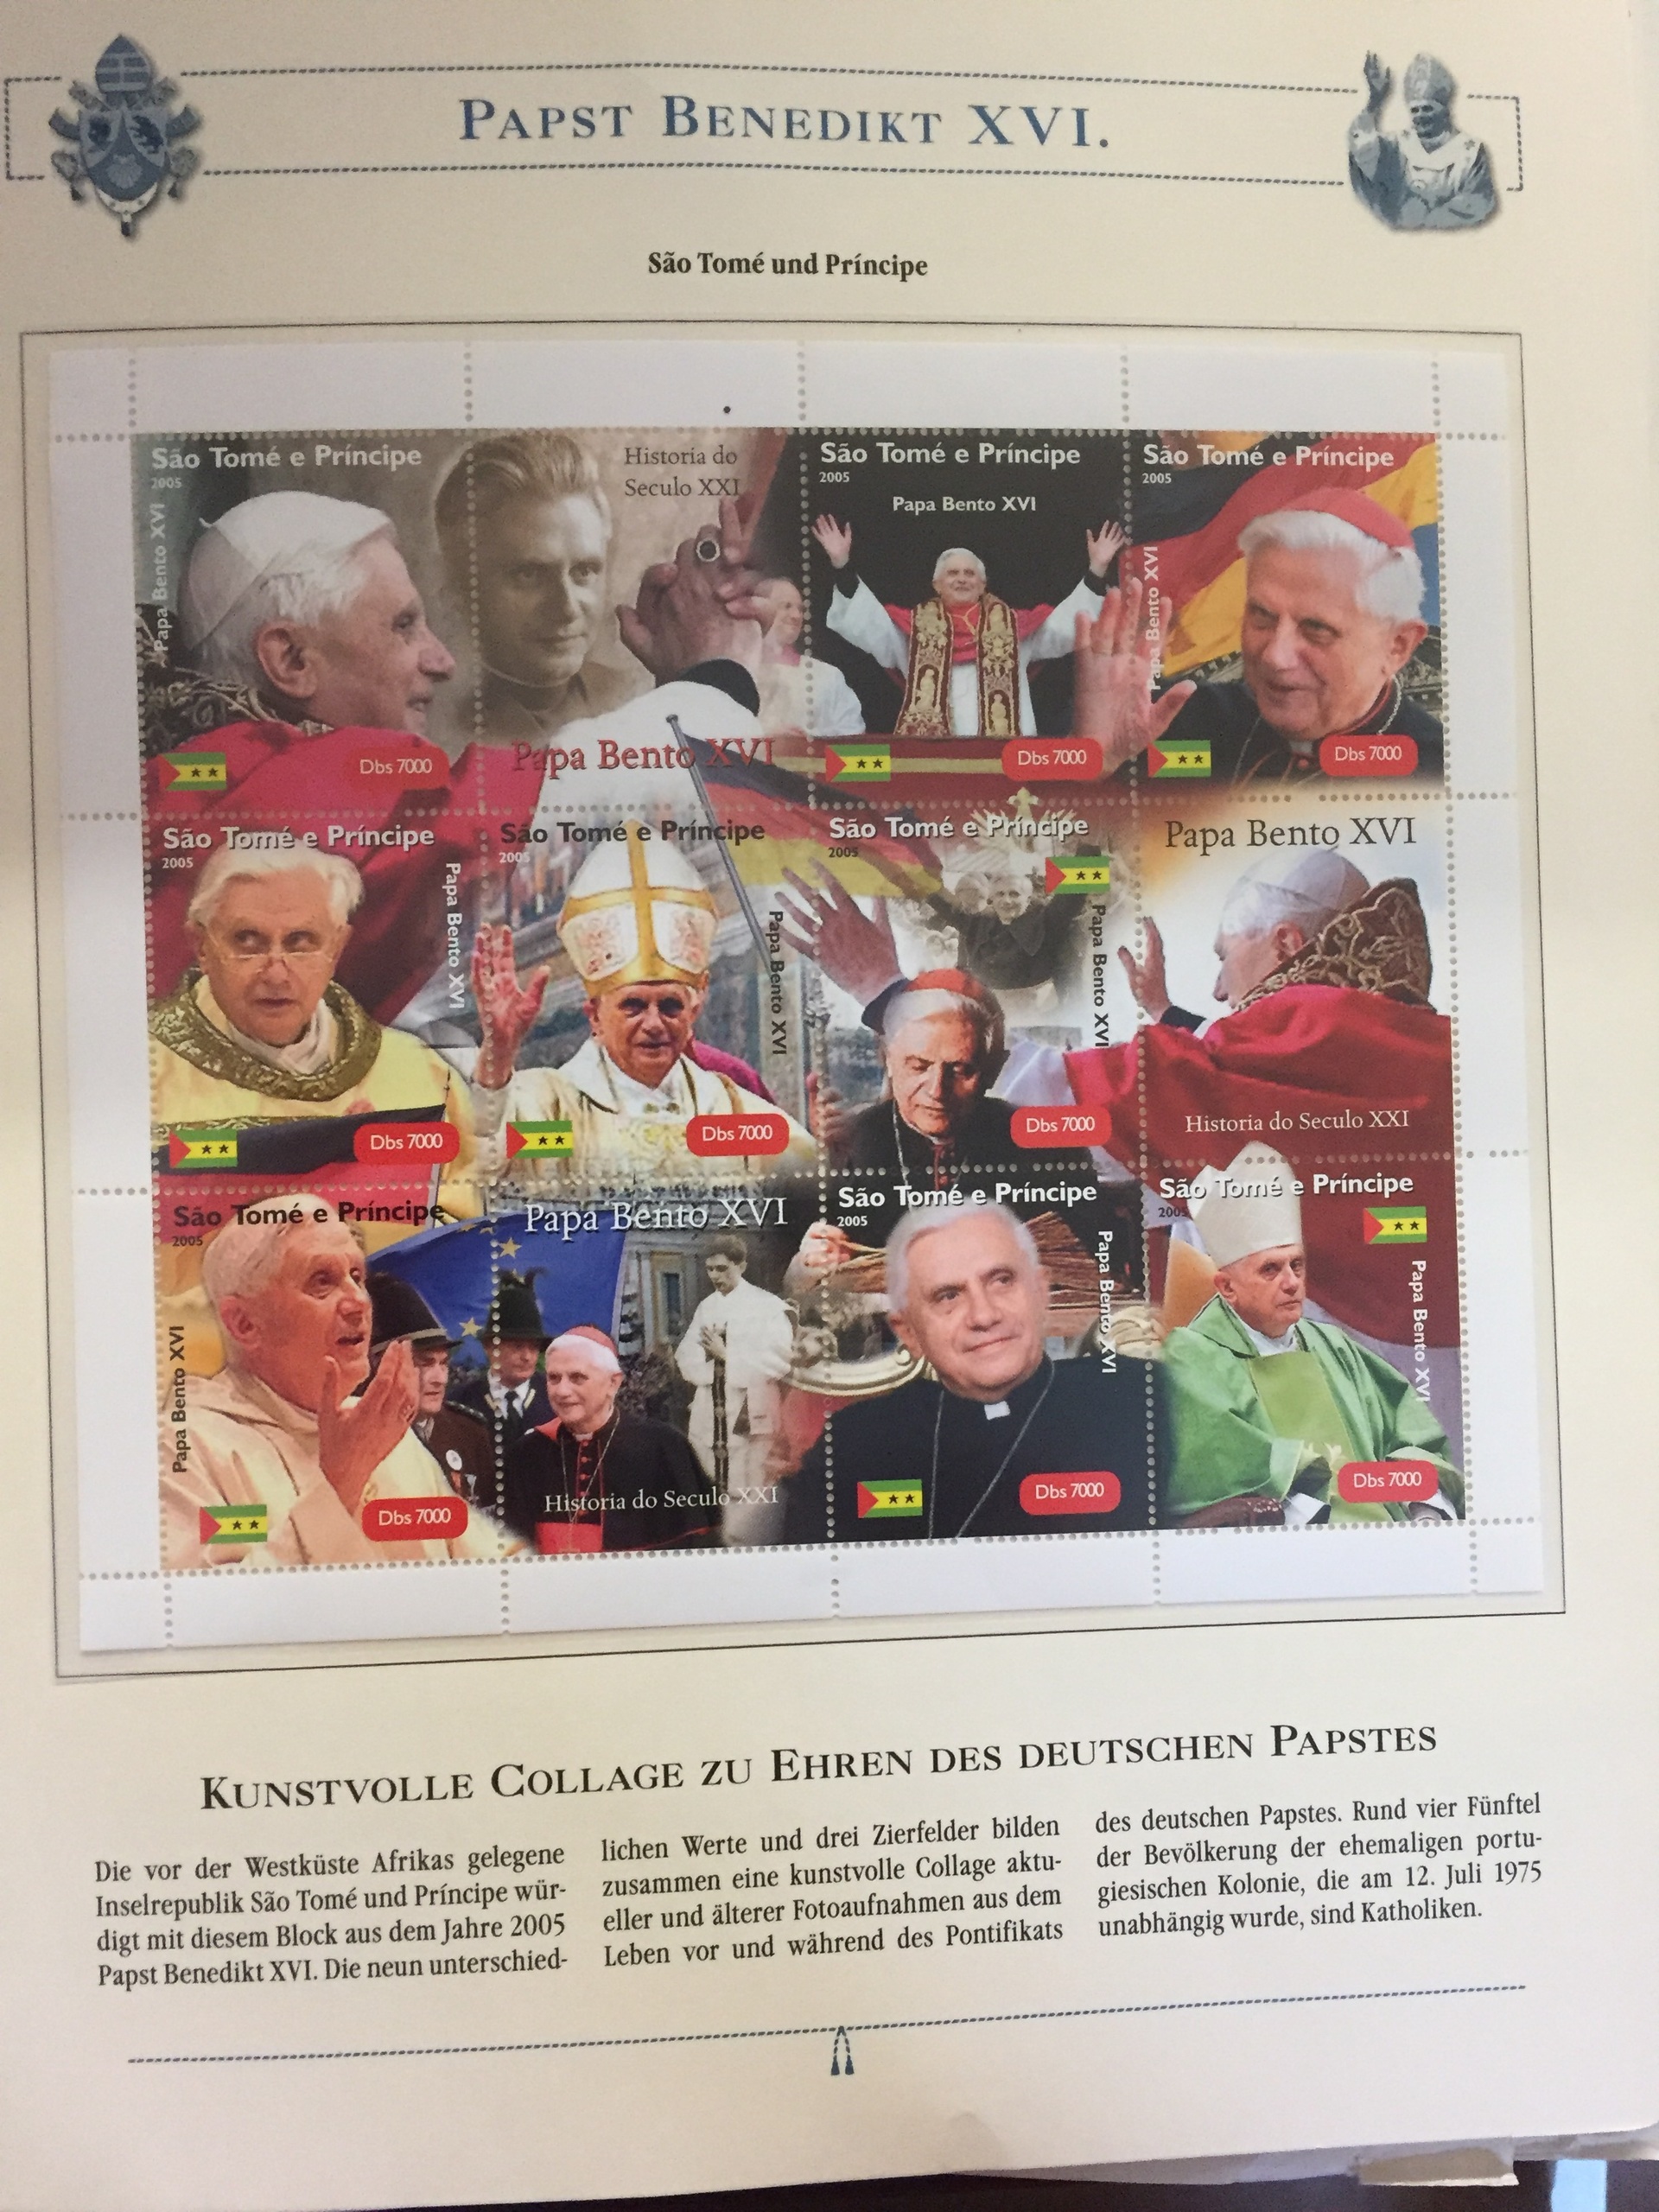 PAPST BENEDIKT XVI.
São Tomé und Príncipe
São Tomé e Príncipe
2005
Papa Bento XVI
Dbs 7000
Historia do
Seculo XXI
Papa Bento XVI
São Tomé e Príncipe
2005
Papa Bento XVI
Dbs 7000
São Tomé e Príncipe
2005
Papa Bento XVI
Dbs 7000
São Tomé e Príncipe
2005
Papa Bento XVI
Dbs 7000
São Tomé e Príncipe
2005
Papa Bento XVI
Dbs 7000
São Tomé e Príncipe
2005
Papa Bento XVI
Dbs 7000
Papa Bento XVI
Historia do Seculo XXI
São Tomé e Príncipe
2005
Papa Bento XVI
Dbs 7000
Papa Bento XVI
Historia do Seculo XXI
São Tomé e Príncipe
2005
Papa Bento XVI
Dbs 7000
São Tomé e Príncipe
2005
Papa Bento XVI
Dbs 7000
KUNSTVOLLE COLLAGE ZU EHREN DES DEUTSCHEN PAPSTES
Die vor der Westküste Afrikas gelegene
Inselrepublik São Tomé und Príncipe wür-
digt mit diesem Block aus dem Jahre 2005
Papst Benedikt XVI. Die neun unterschied-
lichen Werte und drei Zierfelder bilden
zusammen eine kunstvolle Collage aktu-
eller und älterer Fotoaufnahmen aus dem
Leben vor und während des Pontifikats
des deutschen Papstes. Rund vier Fünftel
der Bevölkerung der ehemaligen portu-
giesischen Kolonie, die am 12. Juli 1975
unabhängig wurde, sind Katholiken.